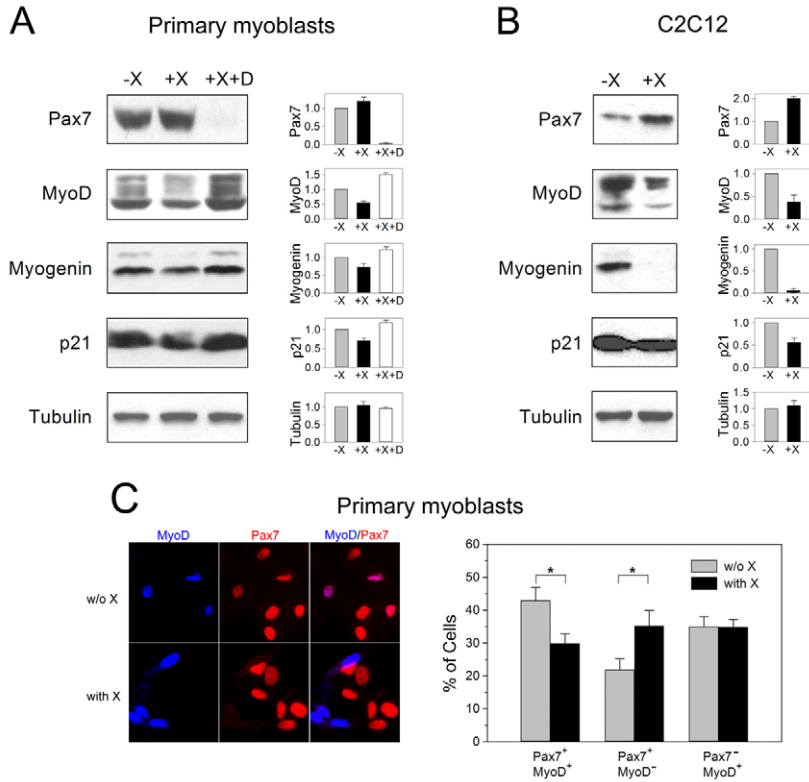 A
Primary myoblasts
-X +X +X+D
Pax7
Pax7
1.0
0.5
0.0
-X +X +X+D
MyoD
MyoD
1.5
1.0
0.5
0.0
-X +X +X+D
Myogenin
Myogenin
1.0
0.5
0.0
-X +X +X+D
p21
p21
1.0
0.5
0.0
-X +X +X+D
Tubulin
Tubulin
1.5
1.0
0.5
0.0
-X +X +X+D
B
C2C12
-X +X
Pax7
Pax7
2.0
1.0
0.0
-X +X
MyoD
MyoD
1.0
0.5
0.0
-X +X
Myogenin
Myogenin
1.0
0.5
0.0
-X +X
p21
p21
1.0
0.5
0.0
-X +X
Tubulin
Tubulin
1.5
1.0
0.5
0.0
-X +X
C
Primary myoblasts
MyoD Pax7 MyoD/Pax7
w/o X
with X
% of Cells
60
50
40
30
20
10
0
* *
w/o X
with X
Pax7⁺ Pax7⁺ Pax7⁻
MyoD⁺ MyoD⁻ MyoD⁺